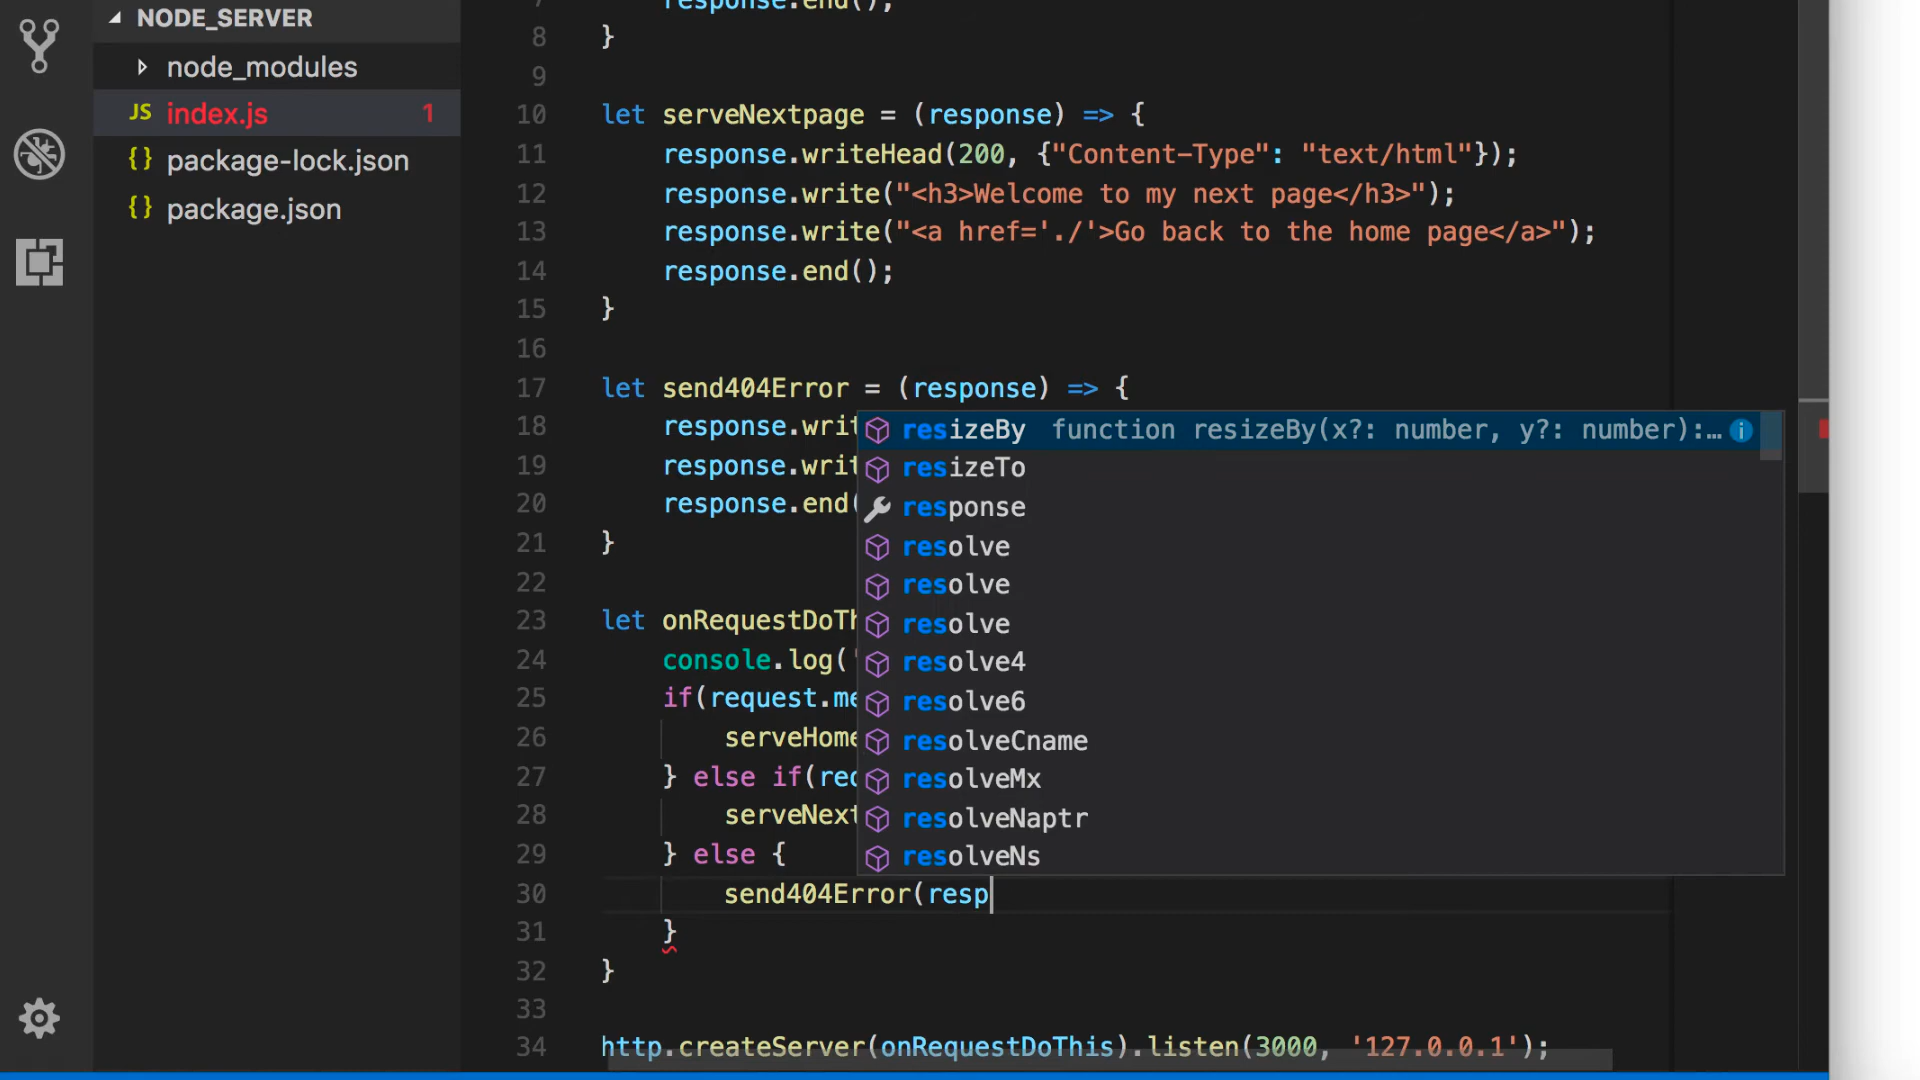 NODE_SERVER
node_modules
JS index.js 1
{} package-lock.json
{} package.json
7 response.end();
8 }
9
10 let serveNextpage = (response) => {
11 response.writeHead(200, {"Content-Type": "text/html"});
12 response.write("<h3>Welcome to my next page</h3>");
13 response.write("<a href='./'>Go back to the home page</a>");
14 response.end();
15 }
16
17 let send404Error = (response) => {
18 response.writ
19 response.writ
20 response.end(
21 }
22
23 let onRequestDoTh
24 console.log('
25 if(request.me
26 serveHome
27 } else if(req
28 serveNext
29 } else {
30 send404Error(resp
31 }
32 }
33
34 http.createServer(onRequestDoThis).listen(3000, '127.0.0.1');
resizeBy function resizeBy(x?: number, y?: number):…
resizeTo
response
resolve
resolve
resolve
resolve4
resolve6
resolveCname
resolveMx
resolveNaptr
resolveNs